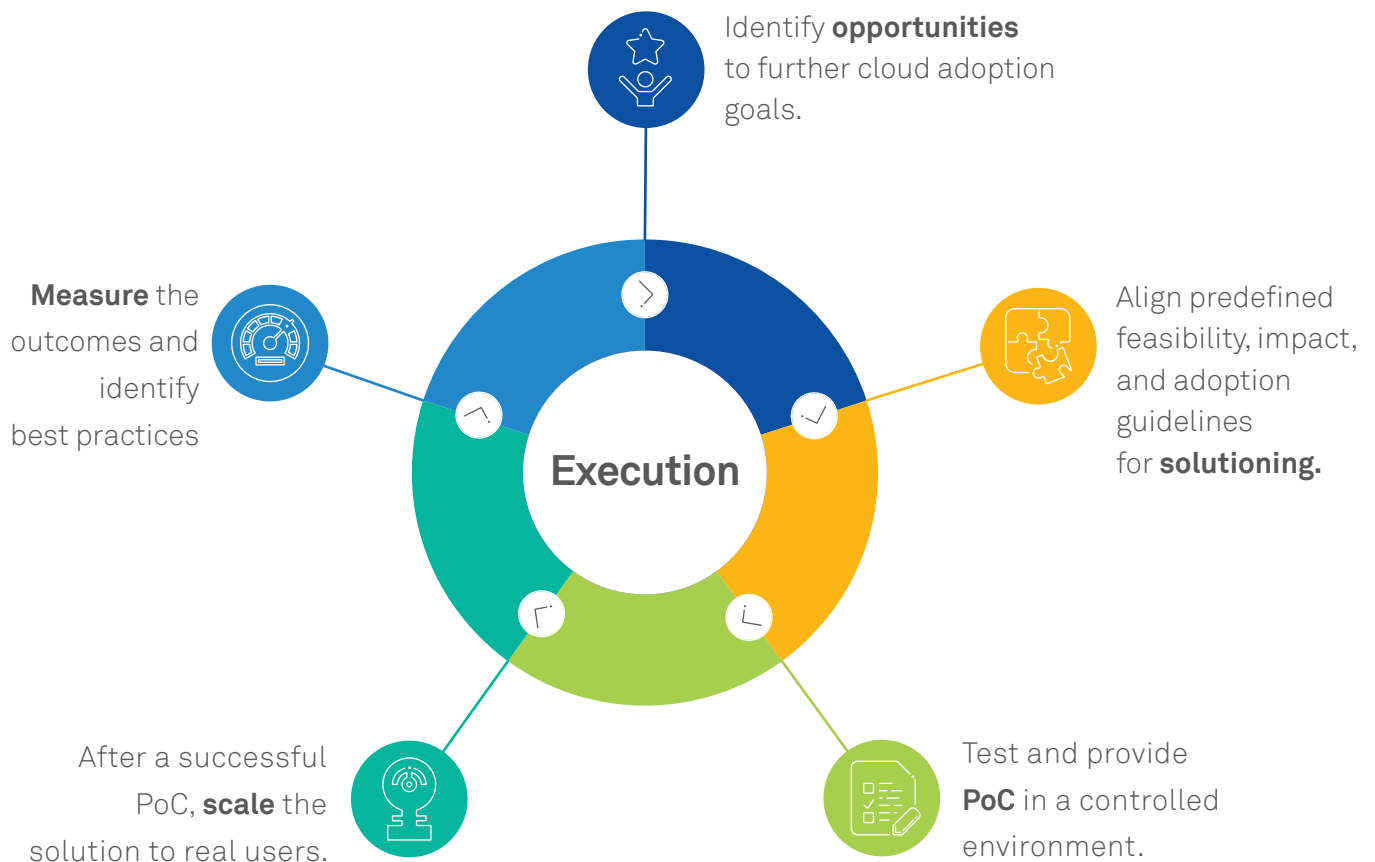 Identify opportunities
to further cloud adoption
goals.
Align predefined
feasibility, impact,
and adoption
guidelines
for solutioning.
Test and provide
PoC in a controlled
environment.
After a successful
PoC, scale the
solution to real users.
Measure the
outcomes and
identify
best practices
Execution